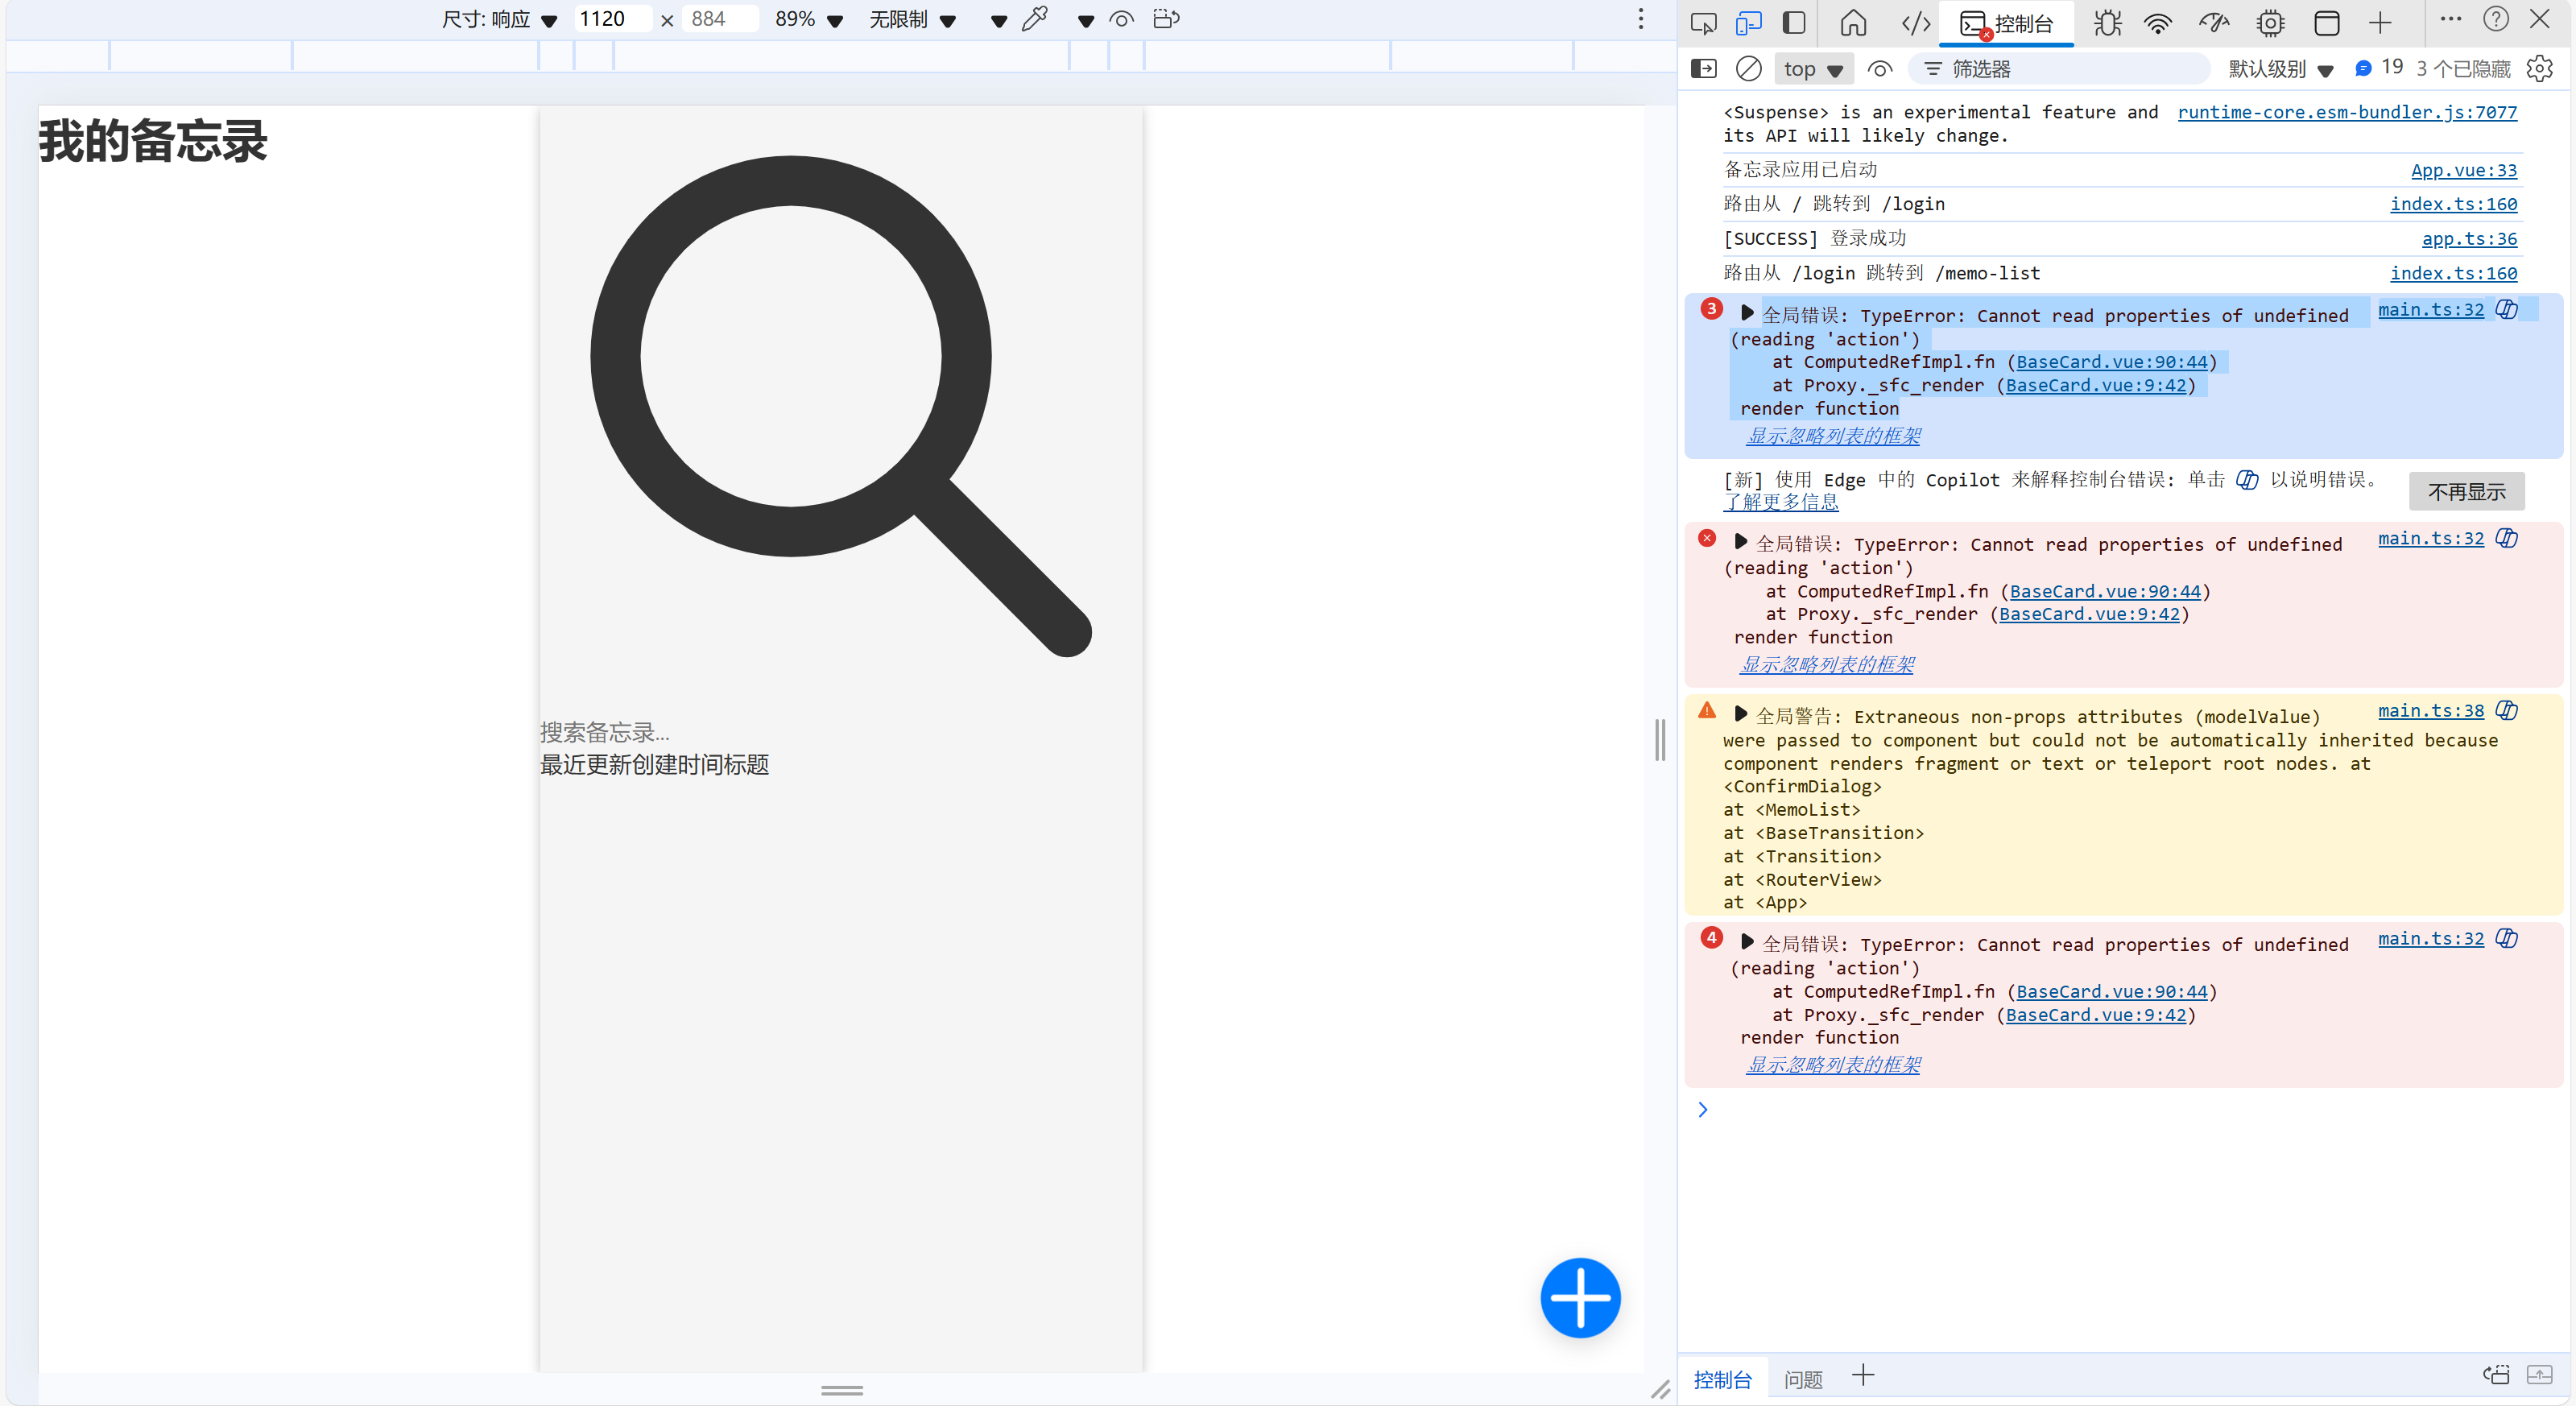 尺寸: 响应 1120 × 884 89% 无限制
控制台
top 筛选器 默认级别 19 3 个已隐藏
我的备忘录
搜索备忘录...
最近更新创建时间标题
<Suspense> is an experimental feature and runtime-core.esm-bundler.js:7077
its API will likely change.
备忘录应用已启动 App.vue:33
路由从 / 跳转到 /login index.ts:160
[SUCCESS] 登录成功 app.ts:36
路由从 /login 跳转到 /memo-list index.ts:160
3 全局错误: TypeError: Cannot read properties of undefined main.ts:32
(reading 'action')
at ComputedRefImpl.fn (BaseCard.vue:90:44)
at Proxy._sfc_render (BaseCard.vue:9:42)
render function
显示忽略列表的框架
[新] 使用 Edge 中的 Copilot 来解释控制台错误: 单击 以说明错误。 不再显示
了解更多信息
全局错误: TypeError: Cannot read properties of undefined main.ts:32
(reading 'action')
at ComputedRefImpl.fn (BaseCard.vue:90:44)
at Proxy._sfc_render (BaseCard.vue:9:42)
render function
显示忽略列表的框架
全局警告: Extraneous non-props attributes (modelValue) main.ts:38
were passed to component but could not be automatically inherited because
component renders fragment or text or teleport root nodes. at
<ConfirmDialog>
at <MemoList>
at <BaseTransition>
at <Transition>
at <RouterView>
at <App>
4 全局错误: TypeError: Cannot read properties of undefined main.ts:32
(reading 'action')
at ComputedRefImpl.fn (BaseCard.vue:90:44)
at Proxy._sfc_render (BaseCard.vue:9:42)
render function
显示忽略列表的框架
控制台 问题